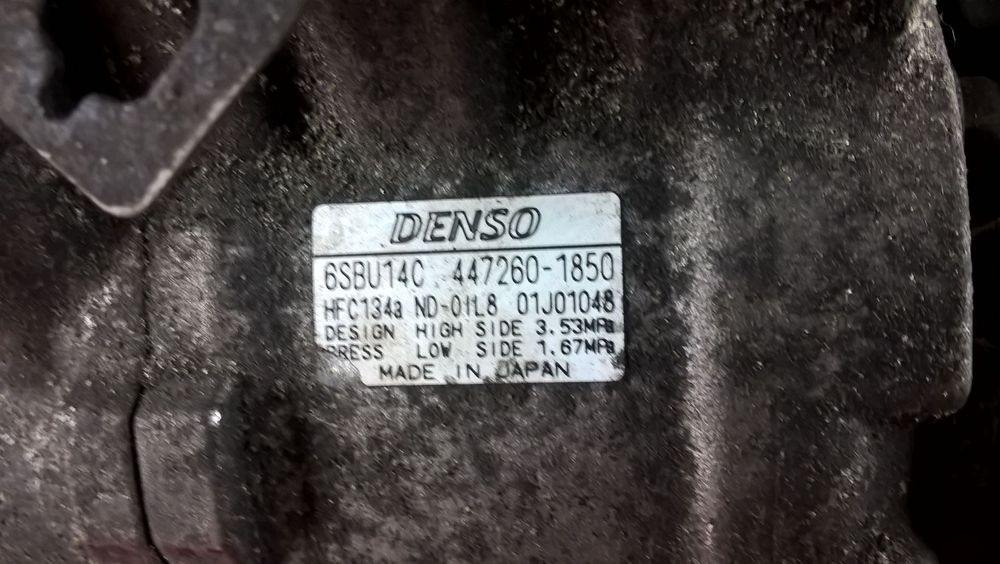 DENSO
6SBU14C 447260-1850
HFC134a ND-OIL8 01J01048
DESIGN HIGH SIDE 3.53MPa
PRESS LOW SIDE 1.67MPa
MADE IN JAPAN